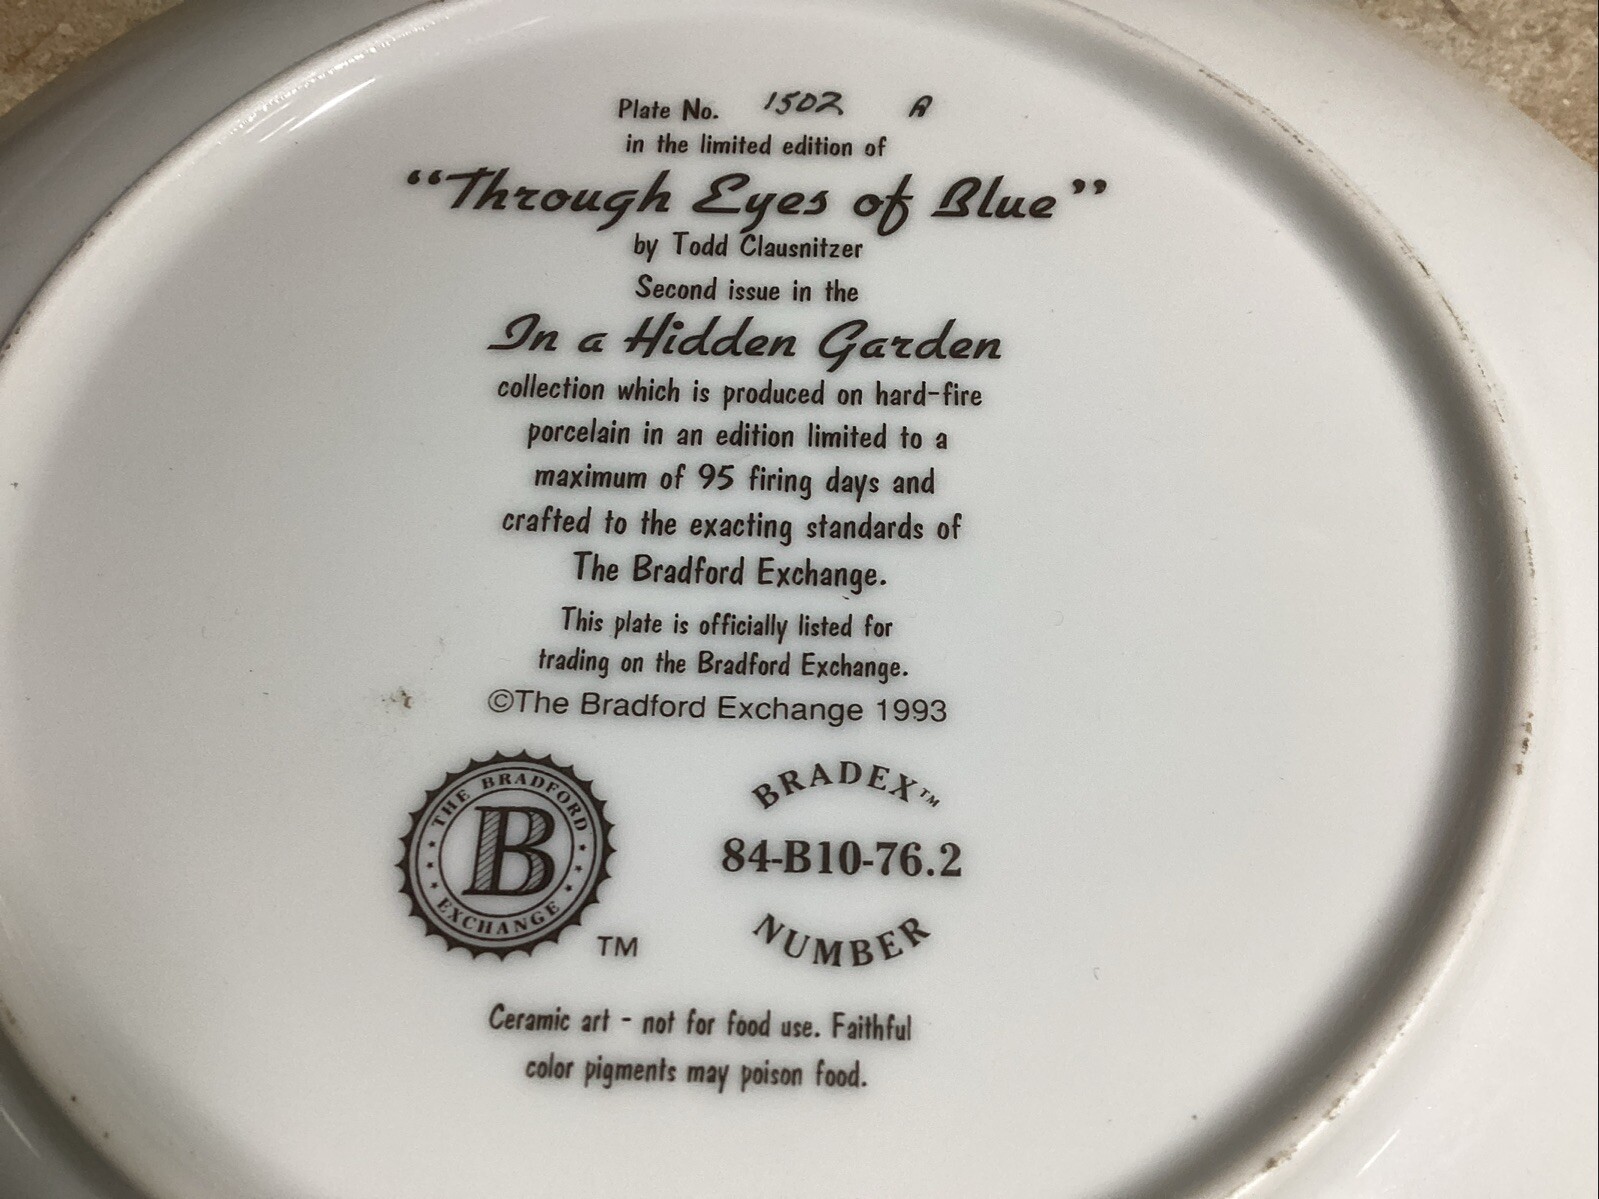 Plate No. 1502 A
in the limited edition of
"Through Eyes of Blue"
by Todd Clausnitzer
Second issue in the
In a Hidden Garden
collection which is produced on hard-fire
porcelain in an edition limited to a
maximum of 95 firing days and
crafted to the exacting standards of
The Bradford Exchange.
This plate is officially listed for
trading on the Bradford Exchange.
©The Bradford Exchange 1993
THE BRADFORD
B
EXCHANGE
TM
BRADEX™
84-B10-76.2
NUMBER
Ceramic art - not for food use. Faithful
color pigments may poison food.